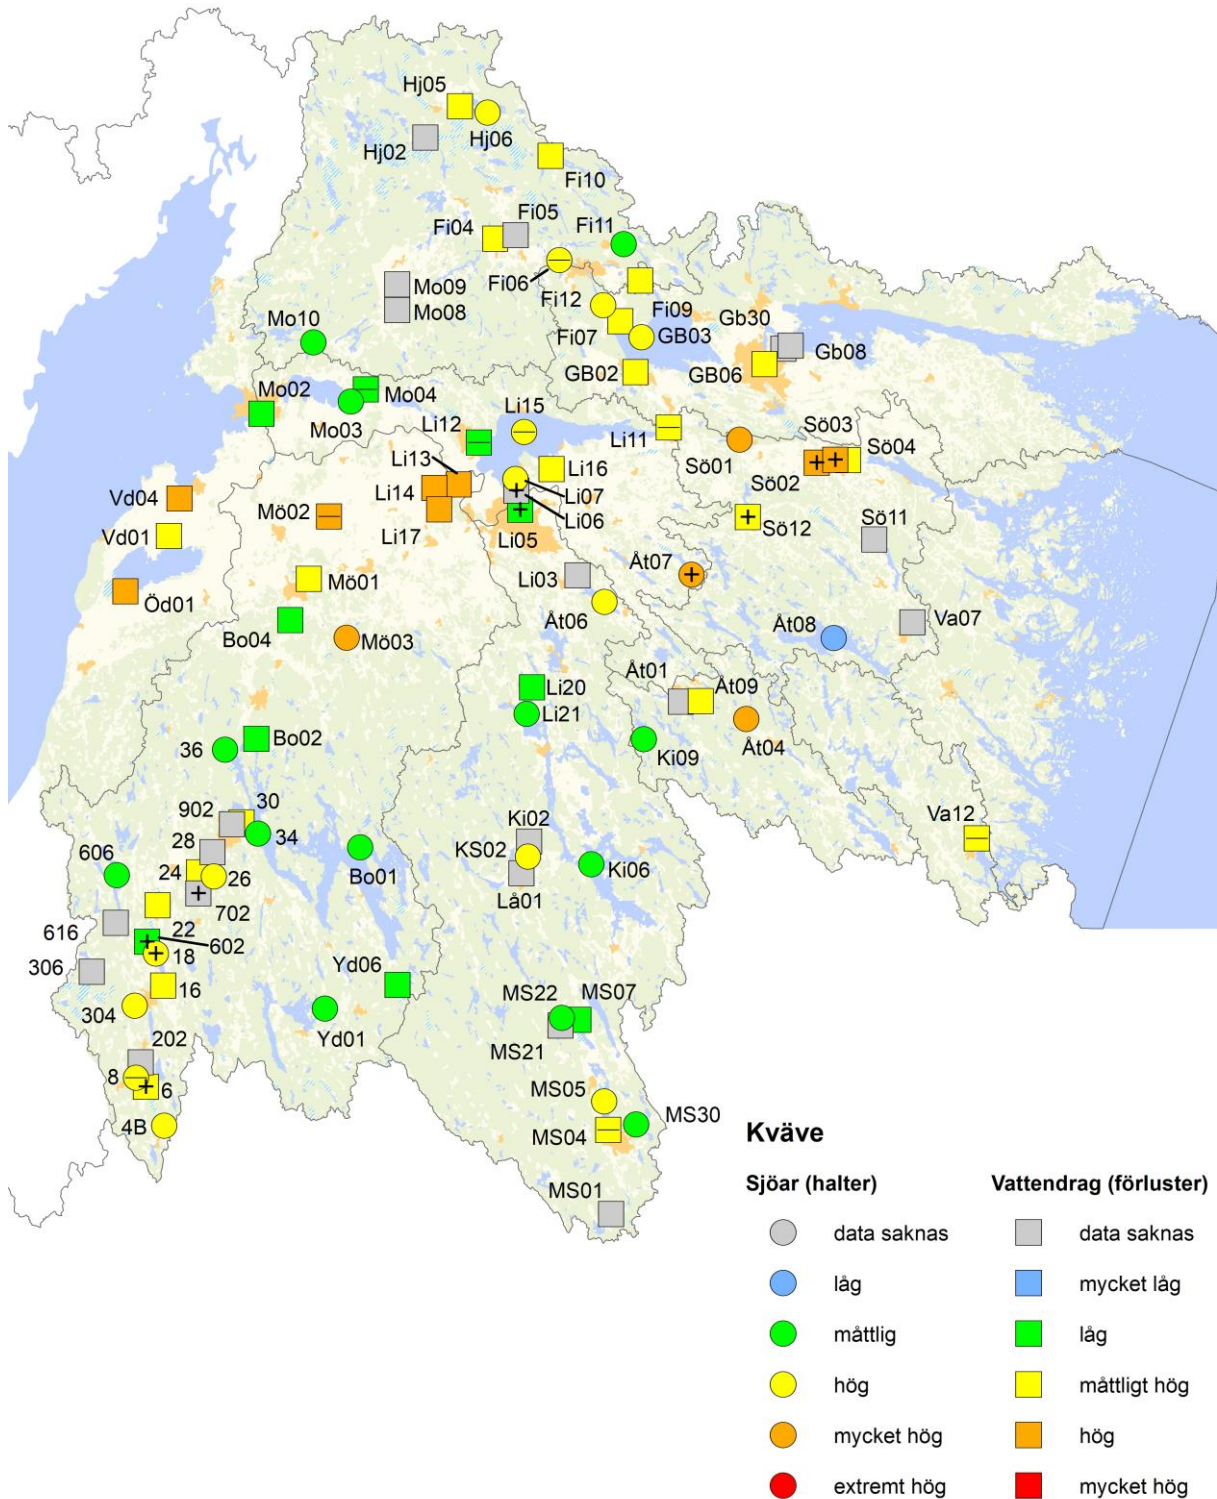 Hj05
Hj06
Hj02
Fi10
Fi05
Fi04
Fi11
Fi06
Mo09
Mo08
Fi12
Fi09
Gb30
Mo10
Fi07
GB03
Gb08
GB02
GB06
Mo02
Mo04
Mo03
Li15
Li12
Li11
Sö03
Sö04
Li13
Sö01
Li16
Li14
Li07
Sö02
Vd04
Mö02
Li06
Li17
Li05
Sö12
Sö11
Vd01
Åt07
Li03
Öd01
Mö01
Åt06
Va07
Bo04
Mö03
Åt08
Åt01
Åt09
Li20
Li21
Bo02
36
Ki09
Åt04
30
902
Ki02
Va12
28
34
KS02
606
24
26
Bo01
Ki06
Lå01
702
616
22
602
18
306
Yd06
16
MS22
MS07
304
Yd01
MS21
202
8
6
MS05
4B
MS04
MS30
MS01
Kväve
Sjöar (halter) Vattendrag (förluster)
data saknas data saknas
låg mycket låg
måttlig låg
hög måttligt hög
mycket hög hög
extremt hög mycket hög